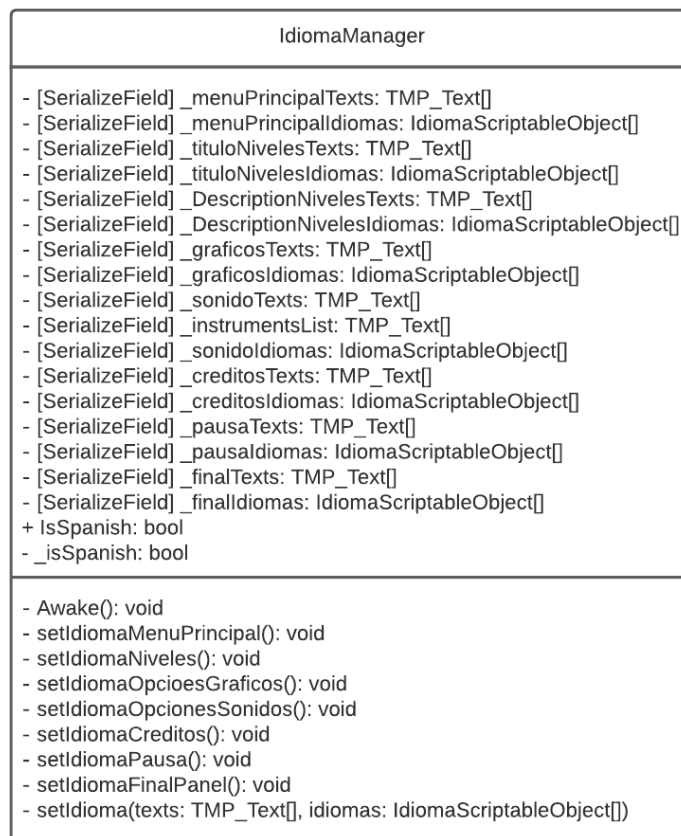 IdiomaManager
- [SerializeField] _menuPrincipalTexts: TMP_Text[]
- [SerializeField] _menuPrincipalIdiomas: IdiomaScriptableObject[]
- [SerializeField] _tituloNivelesTexts: TMP_Text[]
- [SerializeField] _tituloNivelesIdiomas: IdiomaScriptableObject[]
- [SerializeField] _DescriptionNivelesTexts: TMP_Text[]
- [SerializeField] _DescriptionNivelesIdiomas: IdiomaScriptableObject[]
- [SerializeField] _graficosTexts: TMP_Text[]
- [SerializeField] _graficosIdiomas: IdiomaScriptableObject[]
- [SerializeField] _sonidoTexts: TMP_Text[]
- [SerializeField] _instrumentsList: TMP_Text[]
- [SerializeField] _sonidoIdiomas: IdiomaScriptableObject[]
- [SerializeField] _creditosTexts: TMP_Text[]
- [SerializeField] _creditosIdiomas: IdiomaScriptableObject[]
- [SerializeField] _pausaTexts: TMP_Text[]
- [SerializeField] _pausaIdiomas: IdiomaScriptableObject[]
- [SerializeField] _finalTexts: TMP_Text[]
- [SerializeField] _finalIdiomas: IdiomaScriptableObject[]
+ IsSpanish: bool
- _isSpanish: bool
- Awake(): void
- setIdiomaMenuPrincipal(): void
- setIdiomaNiveles(): void
- setIdiomaOpcioesGraficos(): void
- setIdiomaOpcionesSonidos(): void
- setIdiomaCreditos(): void
- setIdiomaPausa(): void
- setIdiomaFinalPanel(): void
- setIdioma(texts: TMP_Text[], idiomas: IdiomaScriptableObject[])